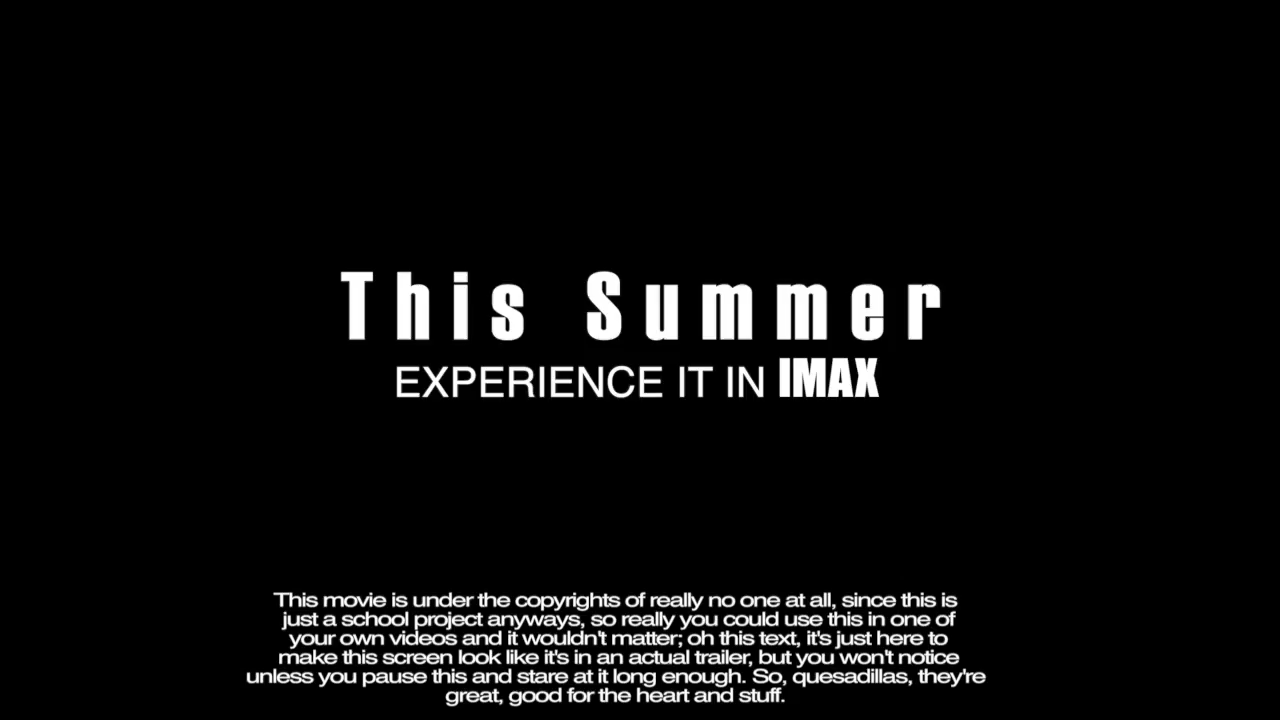 This Summer
EXPERIENCE IT IN IMAX
This movie is under the copyrights of really no one at all, since this is
just a school project anyways, so really you could use this in one of
your own videos and it wouldn't matter; oh this text, it's just here to
make this screen look like it's in an actual trailer, but you won't notice
unless you pause this and stare at it long enough. So, quesadillas, they're
great, good for the heart and stuff.